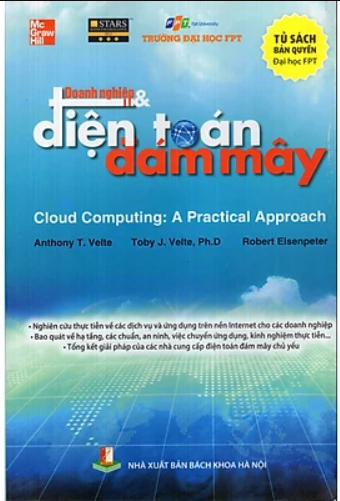 Mc
Graw
Hill
STARS
FPT Fpt University
TRƯỜNG ĐẠI HỌC FPT
TỦ SÁCH
BẢN QUYỀN
Đại học FPT
Doanh nghiệp
&
điện toán
đám mây
Cloud Computing: A Practical Approach
Anthony T. Velte Toby J. Velte, Ph.D Robert Elsenpeter
• Nghiên cứu thực tiễn về các dịch vụ và ứng dụng trên nền Internet cho các doanh nghiệp
• Bao quát về hạ tầng, các chuẩn, an ninh, việc chuyển ứng dụng, kinh nghiệm thực tiễn...
• Tổng kết giải pháp của các nhà cung cấp điện toán đám mây chủ yếu
NHÀ XUẤT BẢN BÁCH KHOA HÀ NỘI